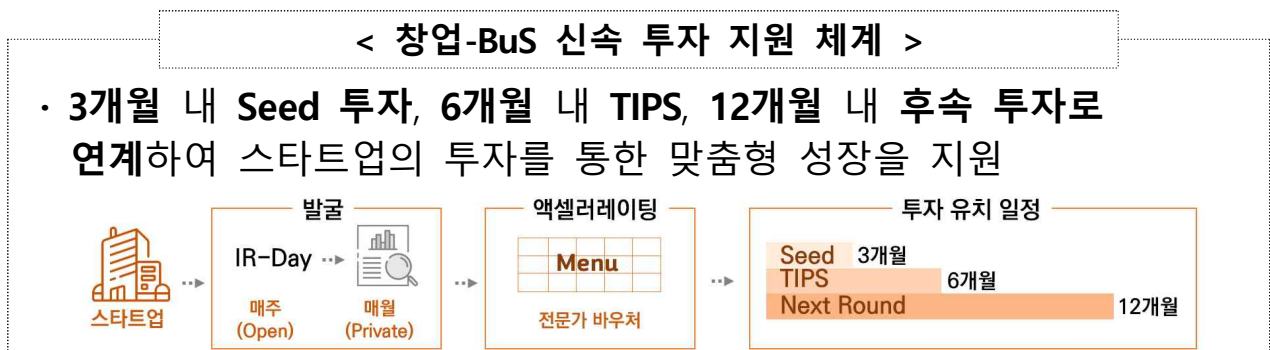 < 창업-BuS 신속 투자 지원 체계 >
· 3개월 내 Seed 투자, 6개월 내 TIPS, 12개월 내 후속 투자로
연계하여 스타트업의 투자를 통한 맞춤형 성장을 지원
스타트업
발굴
IR-Day
매주
(Open)
매월
(Private)
액셀러레이팅
Menu
전문가 바우처
투자 유치 일정
Seed 3개월
TIPS 6개월
Next Round 12개월